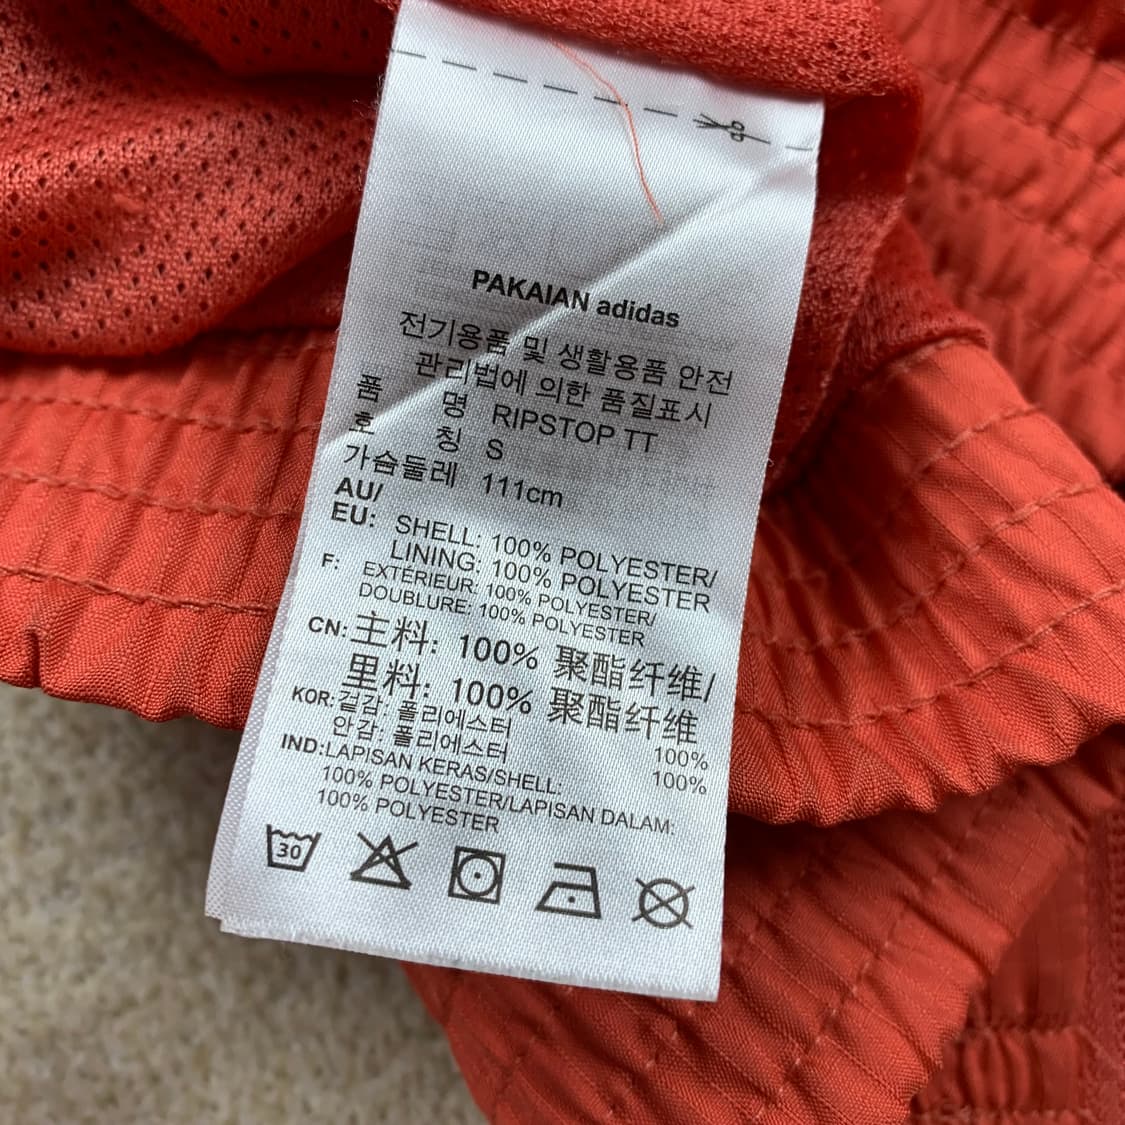 PAKAIAN adidas
전기용품 및 생활용품 안전
관리법에 의한 품질표시
품 명 RIPSTOP TT
호 칭 S
가슴둘레 111cm
AU/
EU: SHELL: 100% POLYESTER/
LINING: 100% POLYESTER
F: EXTÉRIEUR: 100% POLYESTER/
DOUBLURE: 100% POLYESTER
CN: 主料: 100% 聚酯纤维/
里料: 100% 聚酯纤维
KOR: 겉감: 폴리에스터 100%
안감: 폴리에스터 100%
IND: LAPISAN KERAS/SHELL:
100% POLYESTER/LAPISAN DALAM:
100% POLYESTER
30